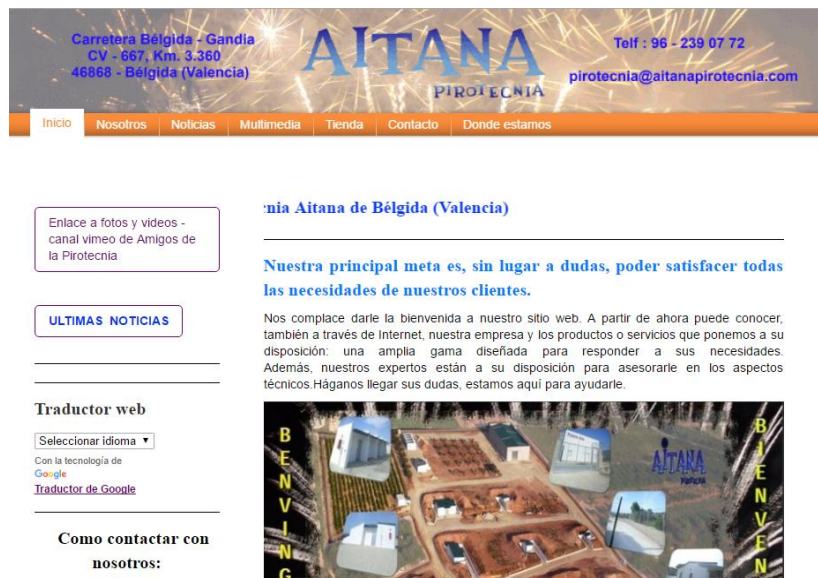 Carretera Bélgida - Gandia
CV - 667, Km. 3.360
46868 - Bélgida (Valencia)
AITANA
PIROTECNIA
Telf : 96 - 239 07 72
pirotecnia@aitanapirotecnia.com
Inicio Nosotros Noticias Multimedia Tienda Contacto Donde estamos
Enlace a fotos y videos -
canal vimeo de Amigos de
la Pirotecnia
ULTIMAS NOTICIAS
Traductor web
Seleccionar idioma
Con la tecnología de
Google
Traductor de Google
Como contactar con
nosotros:
nia Aitana de Bélgida (Valencia)
Nuestra principal meta es, sin lugar a dudas, poder satisfacer todas
las necesidades de nuestros clientes.
Nos complace darle la bienvenida a nuestro sitio web. A partir de ahora puede conocer,
también a través de Internet, nuestra empresa y los productos o servicios que ponemos a su
disposición: una amplia gama diseñada para responder a sus necesidades.
Además, nuestros expertos están a su disposición para asesorarle en los aspectos
técnicos.Háganos llegar sus dudas, estamos aquí para ayudarle.
BENVING
AITANA
PIROTECNIA
BIENVEN